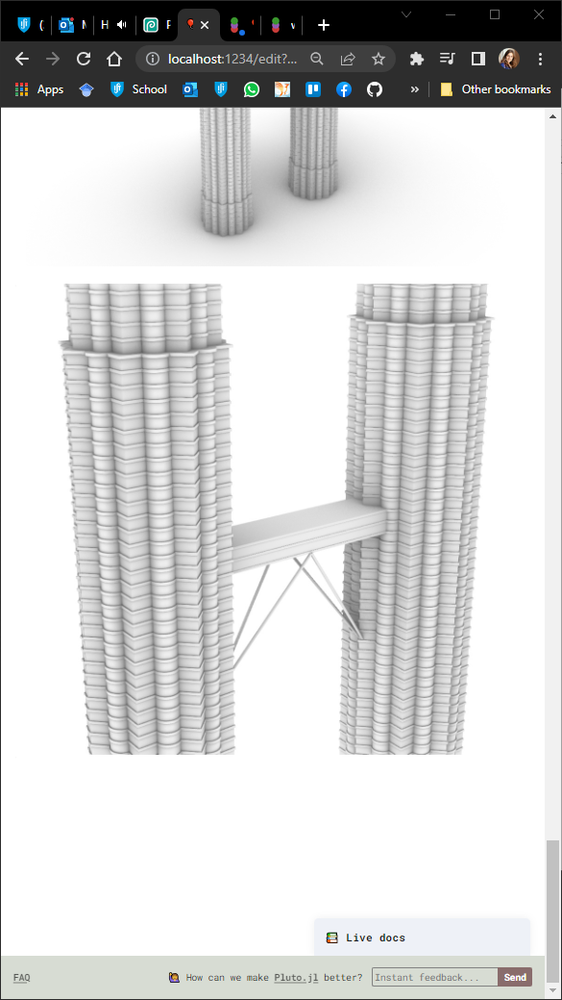 localhost:1234/edit?...
Apps
School
»
Other bookmarks
Live docs
FAQ
How can we make Pluto.jl better?
Instant feedback...
Send